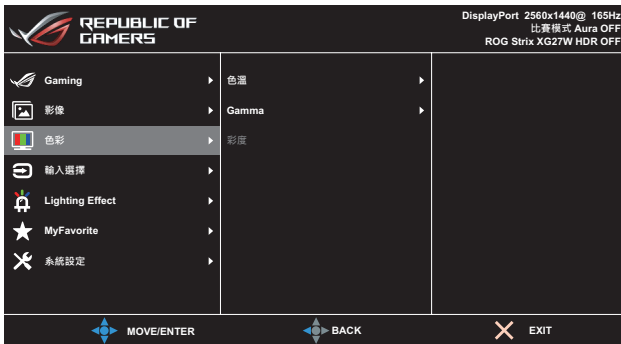 REPUBLIC OF
GAMERS
DisplayPort 2560x1440@ 165Hz
比賽模式 Aura OFF
ROG Strix XG27W HDR OFF
Gaming
影像
色彩
輸入選擇
Lighting Effect
MyFavorite
系統設定
色溫
Gamma
彩度
MOVE/ENTER
BACK
EXIT